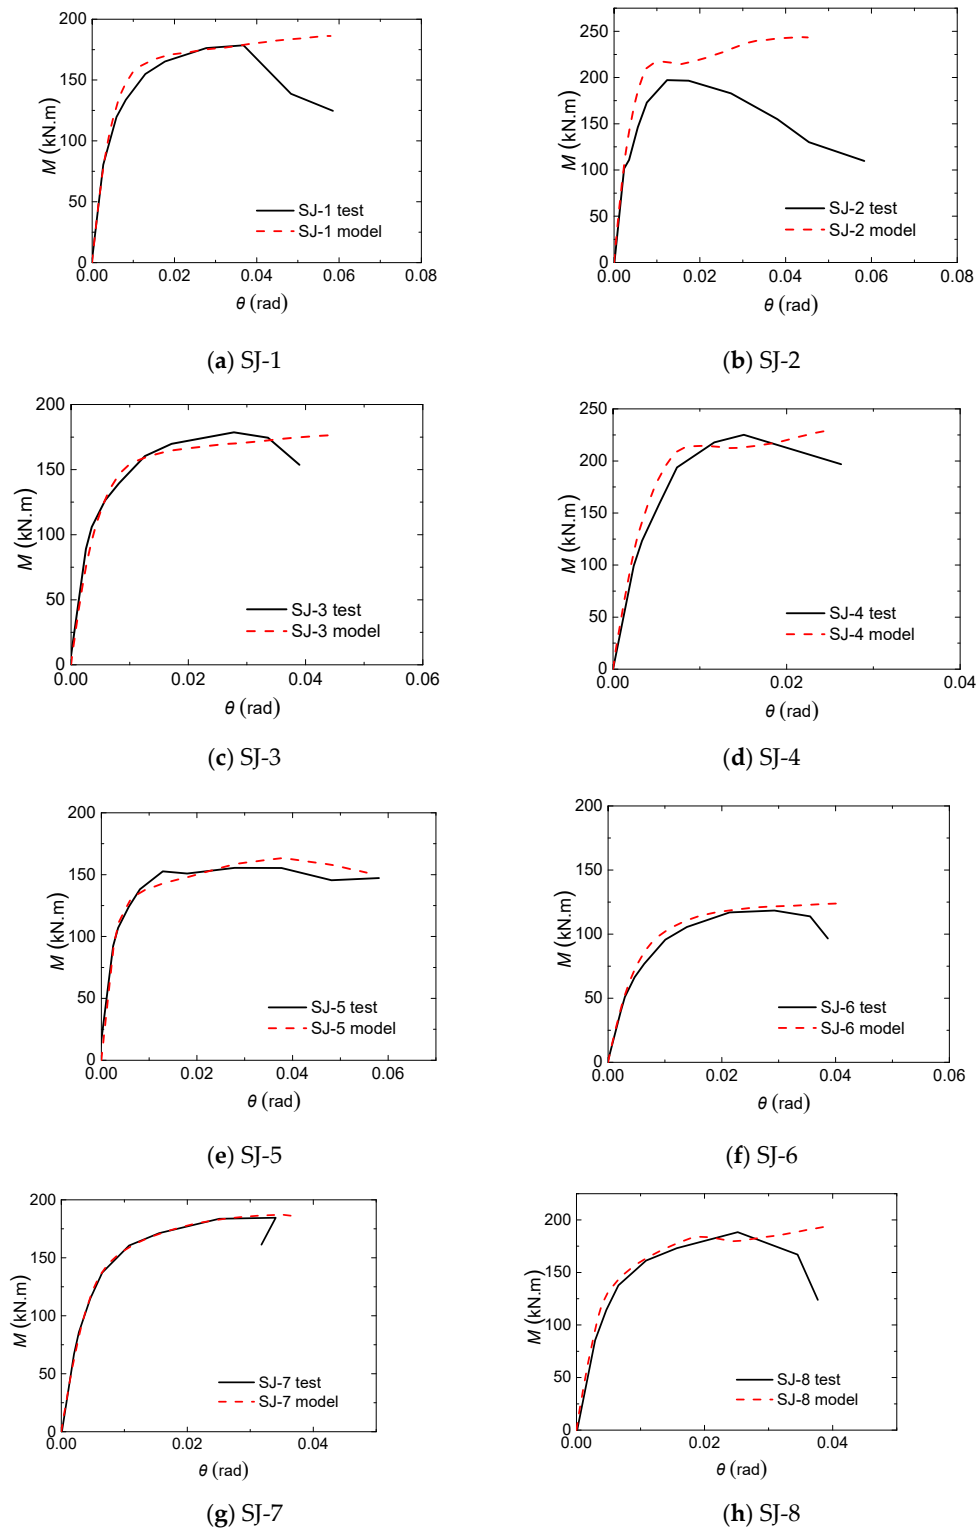 200
150
100
50
0
M (kN.m)
SJ-1 test
SJ-1 model
0.00 0.02 0.04 0.06 0.08
θ (rad)
(a) SJ-1
250
200
150
100
50
0
M (kN.m)
SJ-2 test
SJ-2 model
0.00 0.02 0.04 0.06 0.08
θ (rad)
(b) SJ-2
200
150
100
50
0
M (kN.m)
SJ-3 test
SJ-3 model
0.00 0.02 0.04 0.06
θ (rad)
(c) SJ-3
250
200
150
100
50
0
M (kN.m)
SJ-4 test
SJ-4 model
0.00 0.02 0.04
θ (rad)
(d) SJ-4
200
150
100
50
0
M (kN.m)
SJ-5 test
SJ-5 model
0.00 0.02 0.04 0.06
θ (rad)
(e) SJ-5
200
150
100
50
0
M (kN.m)
SJ-6 test
SJ-6 model
0.00 0.02 0.04 0.06
θ (rad)
(f) SJ-6
200
150
100
50
0
M (kN.m)
SJ-7 test
SJ-7 model
0.00 0.02 0.04
θ (rad)
(g) SJ-7
200
150
100
50
0
M (kN.m)
SJ-8 test
SJ-8 model
0.00 0.02 0.04
θ (rad)
(h) SJ-8